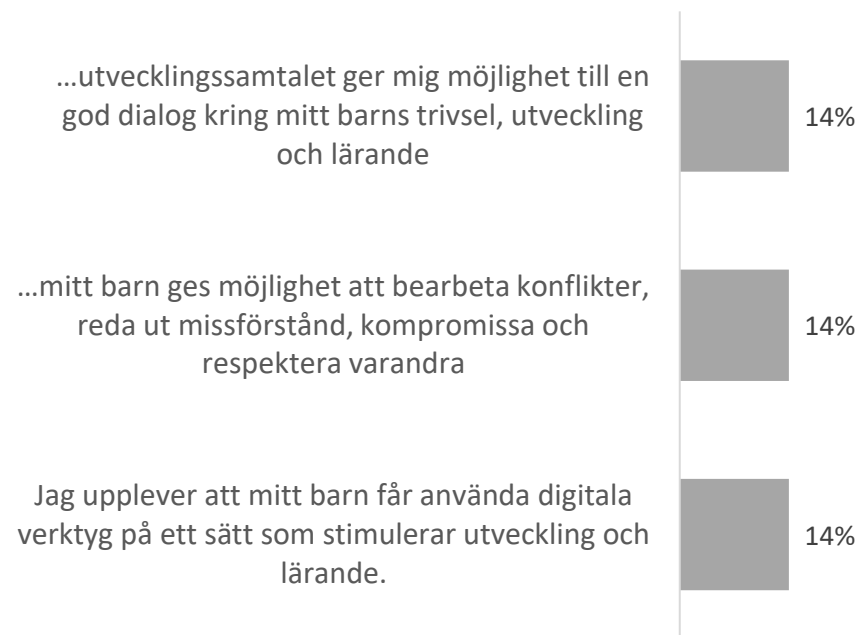 ...utvecklingssamtalet ger mig möjlighet till en
god dialog kring mitt barns trivsel, utveckling
och lärande
14%
...mitt barn ges möjlighet att bearbeta konflikter,
reda ut missförstånd, kompromissa och
respektera varandra
14%
Jag upplever att mitt barn får använda digitala
verktyg på ett sätt som stimulerar utveckling och
lärande.
14%